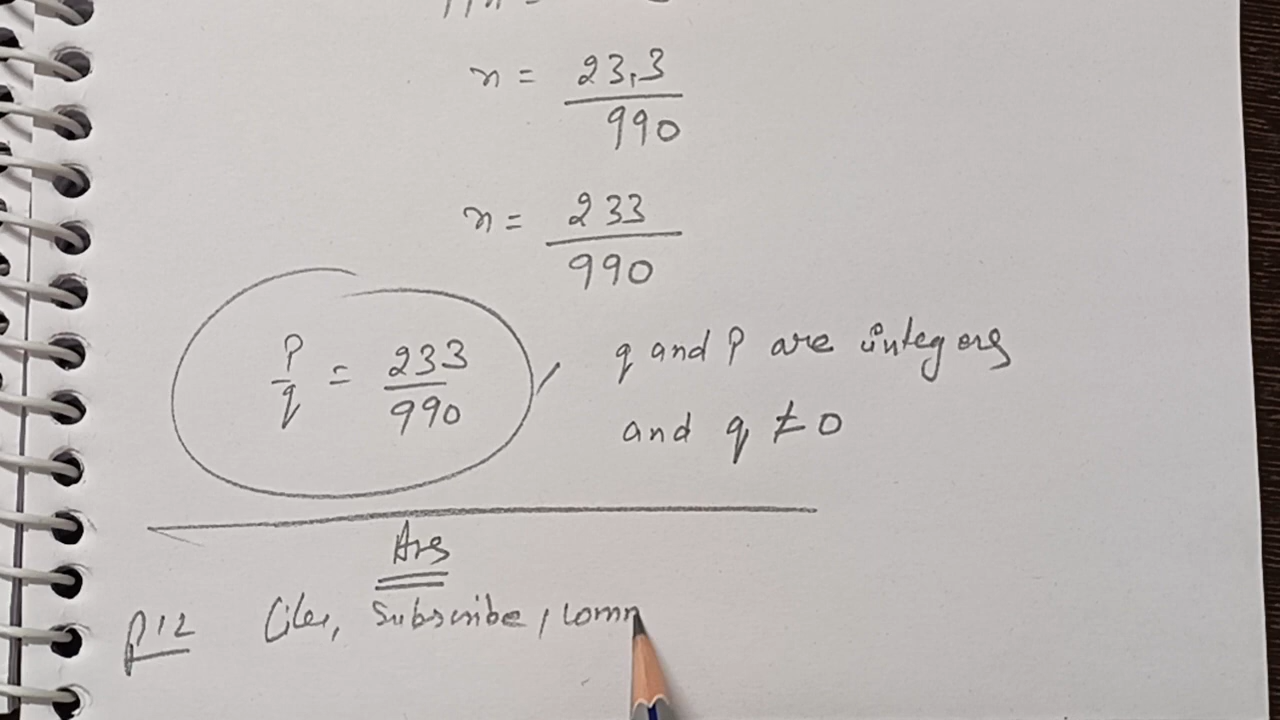 x = 23.3
990
x = 233
990
p/q = 233/990, q and p are integers
and q ≠ 0
Ans
Like, Subscribe, comm